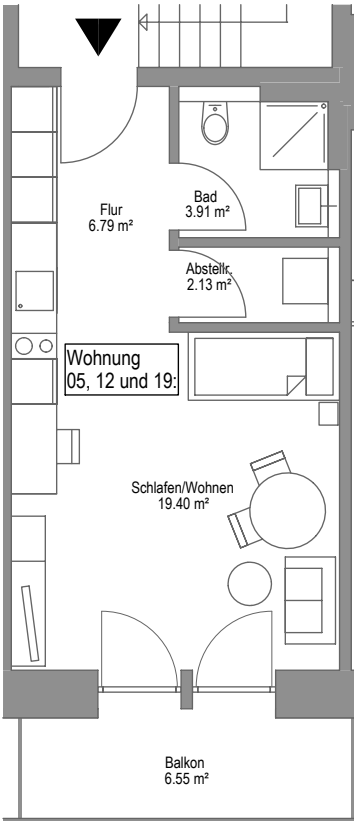 Flur
6.79 m²
Bad
3.91 m²
Abstellr.
2.13 m²
Wohnung
05, 12 und 19:
Schlafen/Wohnen
19.40 m²
Balkon
6.55 m²